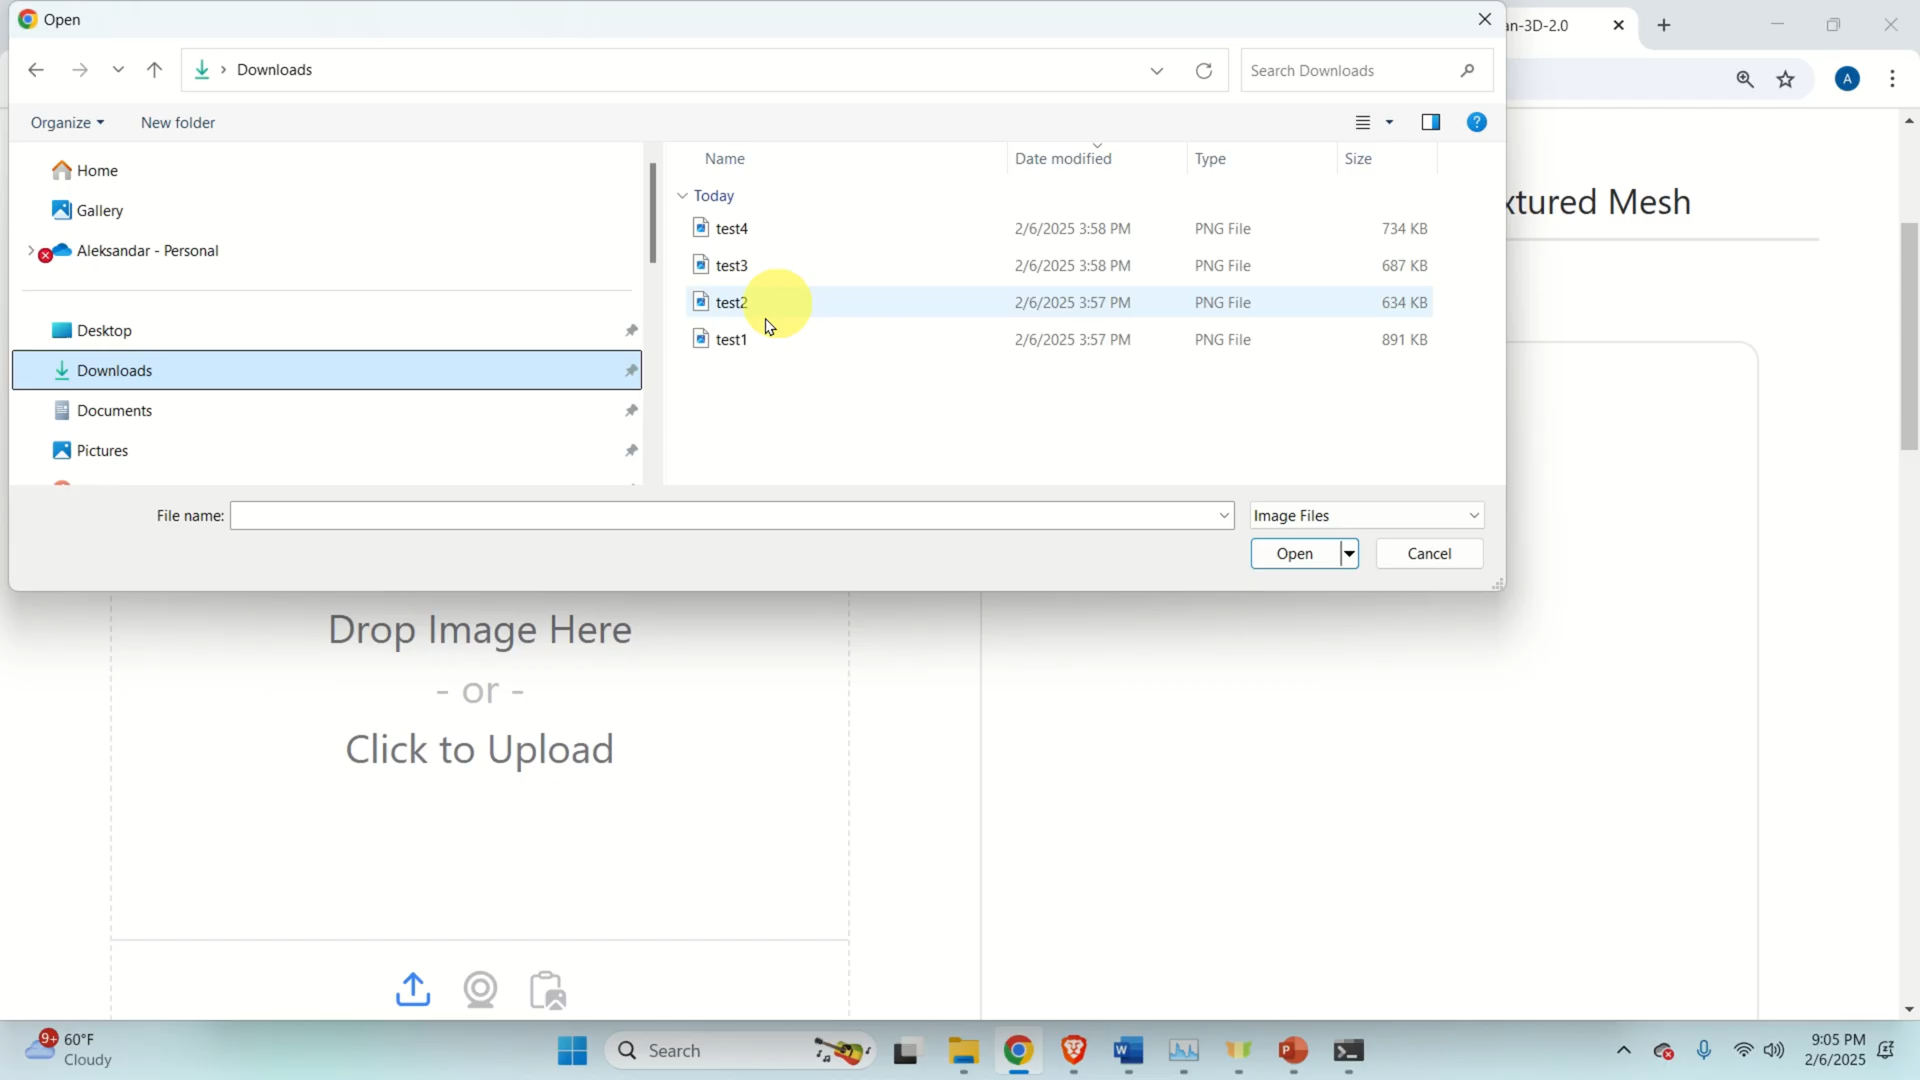 Open
an-3D-2.0
Downloads
Search Downloads
A
Organize
New folder
Name
Date modified
Type
Size
Home
Gallery
Aleksandar - Personal
Desktop
Downloads
Documents
Pictures
Today
test4 2/6/2025 3:58 PM PNG File 734 KB
test3 2/6/2025 3:58 PM PNG File 687 KB
test2 2/6/2025 3:57 PM PNG File 634 KB
test1 2/6/2025 3:57 PM PNG File 891 KB
xtured Mesh
File name:
Image Files
Open
Cancel
Drop Image Here
- or -
Click to Upload
9+
60°F
Cloudy
Search
9:05 PM
2/6/2025